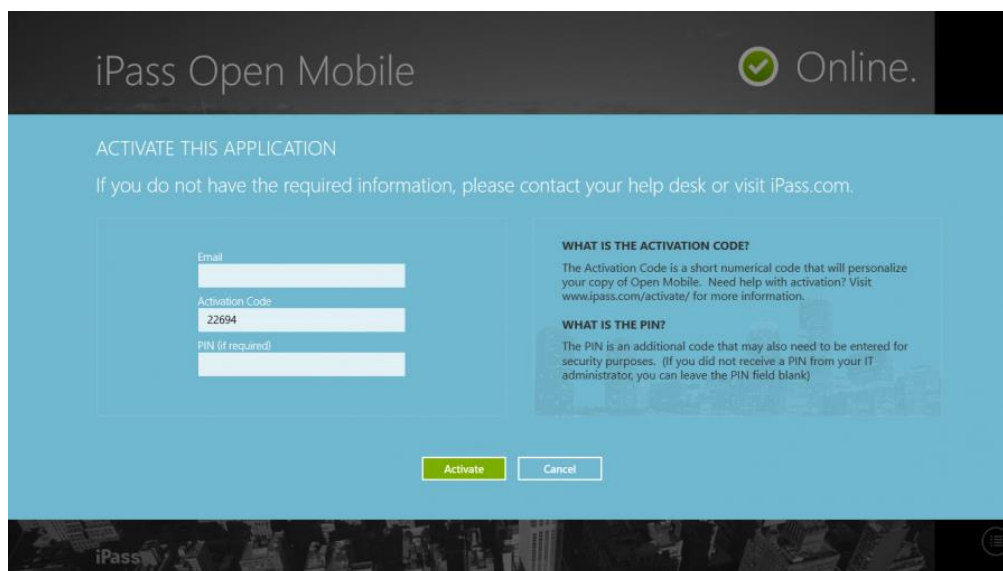 iPass Open Mobile
Online.
ACTIVATE THIS APPLICATION
If you do not have the required information, please contact your help desk or visit iPass.com.
Email
Activation Code
22694
PIN (if required)
WHAT IS THE ACTIVATION CODE?
The Activation Code is a short numerical code that will personalize
your copy of Open Mobile. Need help with activation? Visit
www.ipass.com/activate/ for more information.
WHAT IS THE PIN?
The PIN is an additional code that may also need to be entered for
security purposes. (If you did not receive a PIN from your IT
administrator, you can leave the PIN field blank)
Activate
Cancel
iPass